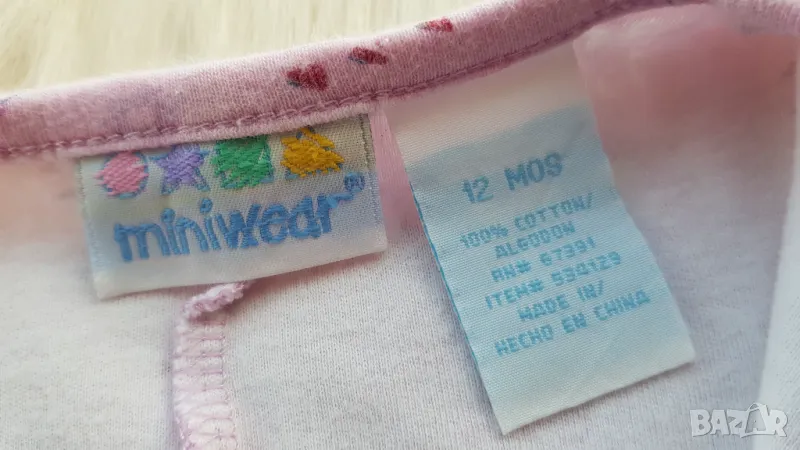 miniwear®
12 MOS
100% COTTON/
ALGODON
RN# 67391
ITEM# 534129
MADE IN/
HECHO EN CHINA
BAZAR